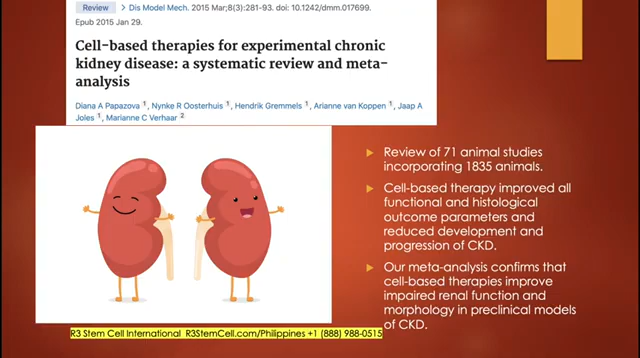 Review
> Dis Model Mech. 2015 Mar;8(3):281-93. doi: 10.1242/dmm.017699.
Epub 2015 Jan 29.
Cell-based therapies for experimental chronic
kidney disease: a systematic review and meta-
analysis
Diana A Papazova 1, Nynke R Oosterhuis 1, Hendrik Gremmels 1, Arianne van Koppen 1, Jaap A
Joles 1, Marianne C Verhaar 2
Review of 71 animal studies
incorporating 1835 animals.
Cell-based therapy improved all
functional and histological
outcome parameters and
reduced development and
progression of CKD.
Our meta-analysis confirms that
cell-based therapies improve
impaired renal function and
morphology in preclinical models
of CKD.
R3 Stem Cell International R3StemCell.com/Philippines +1 (888) 988-0515